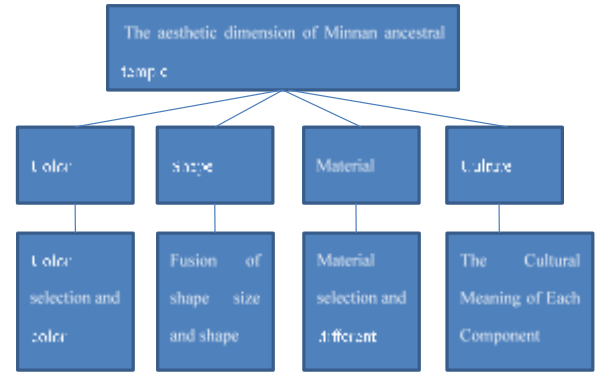 The aesthetic dimension of Minnan ancestral
temple
Color
Shape
Material
Culture
Color
selection and
color
Fusion of
shape size
and shape
Material
selection and
different
The Cultural
Meaning of Each
Component